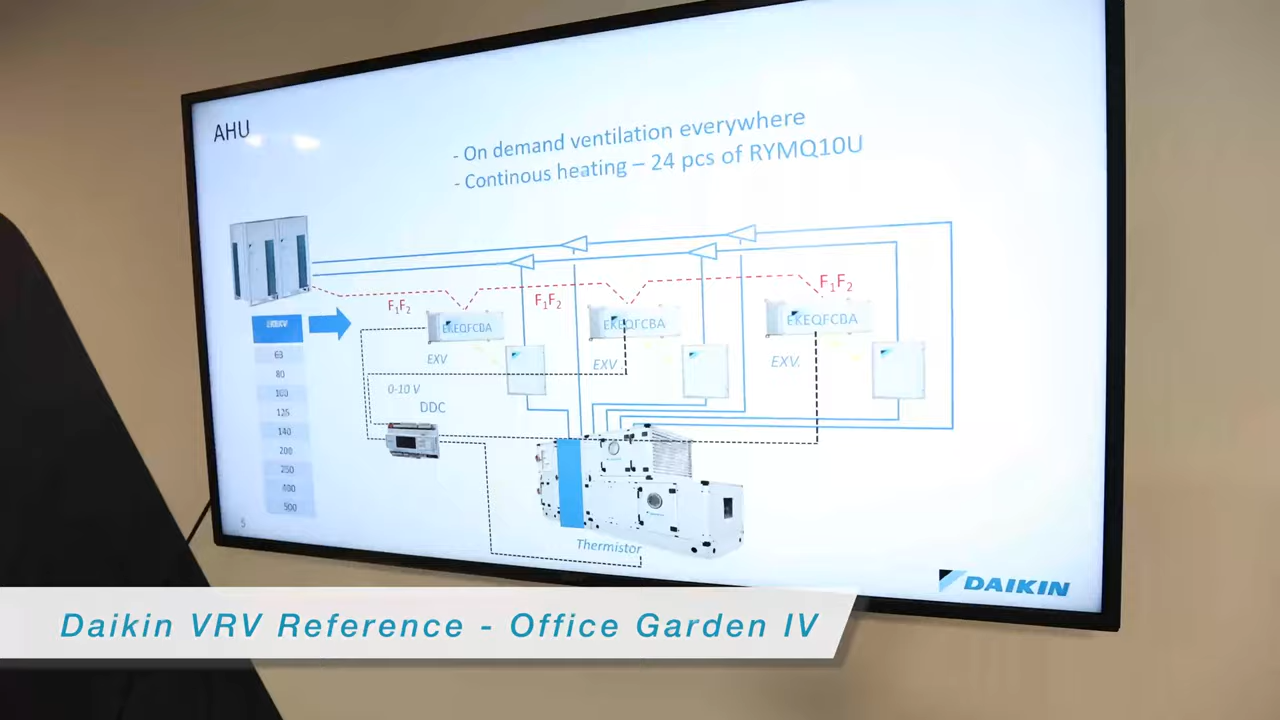 AHU
- On demand ventilation everywhere
- Continous heating – 24 pcs of RYMQ10U
F1F2
F1F2
F1F2
EKEQFCBA
EKEQFCBA
EKEQFCBA
EXV
EXV
EXV.
63
80
100
125
140
200
250
400
500
0-10 V
DDC
Thermistor
5
DAIKIN
Daikin VRV Reference - Office Garden IV